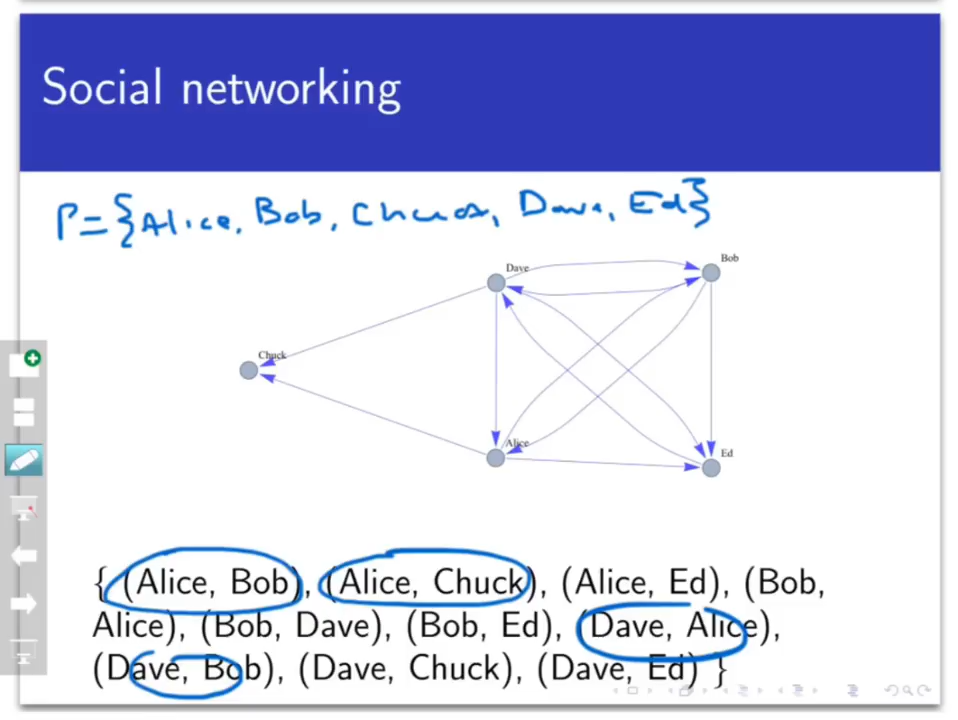 Social networking
P={Alice, Bob, Chuck, Dave, Ed}
Dave
Bob
Chuck
Alice
Ed
{ (Alice, Bob), (Alice, Chuck), (Alice, Ed), (Bob,
Alice), (Bob, Dave), (Bob, Ed), (Dave, Alice),
(Dave, Bob), (Dave, Chuck), (Dave, Ed) }